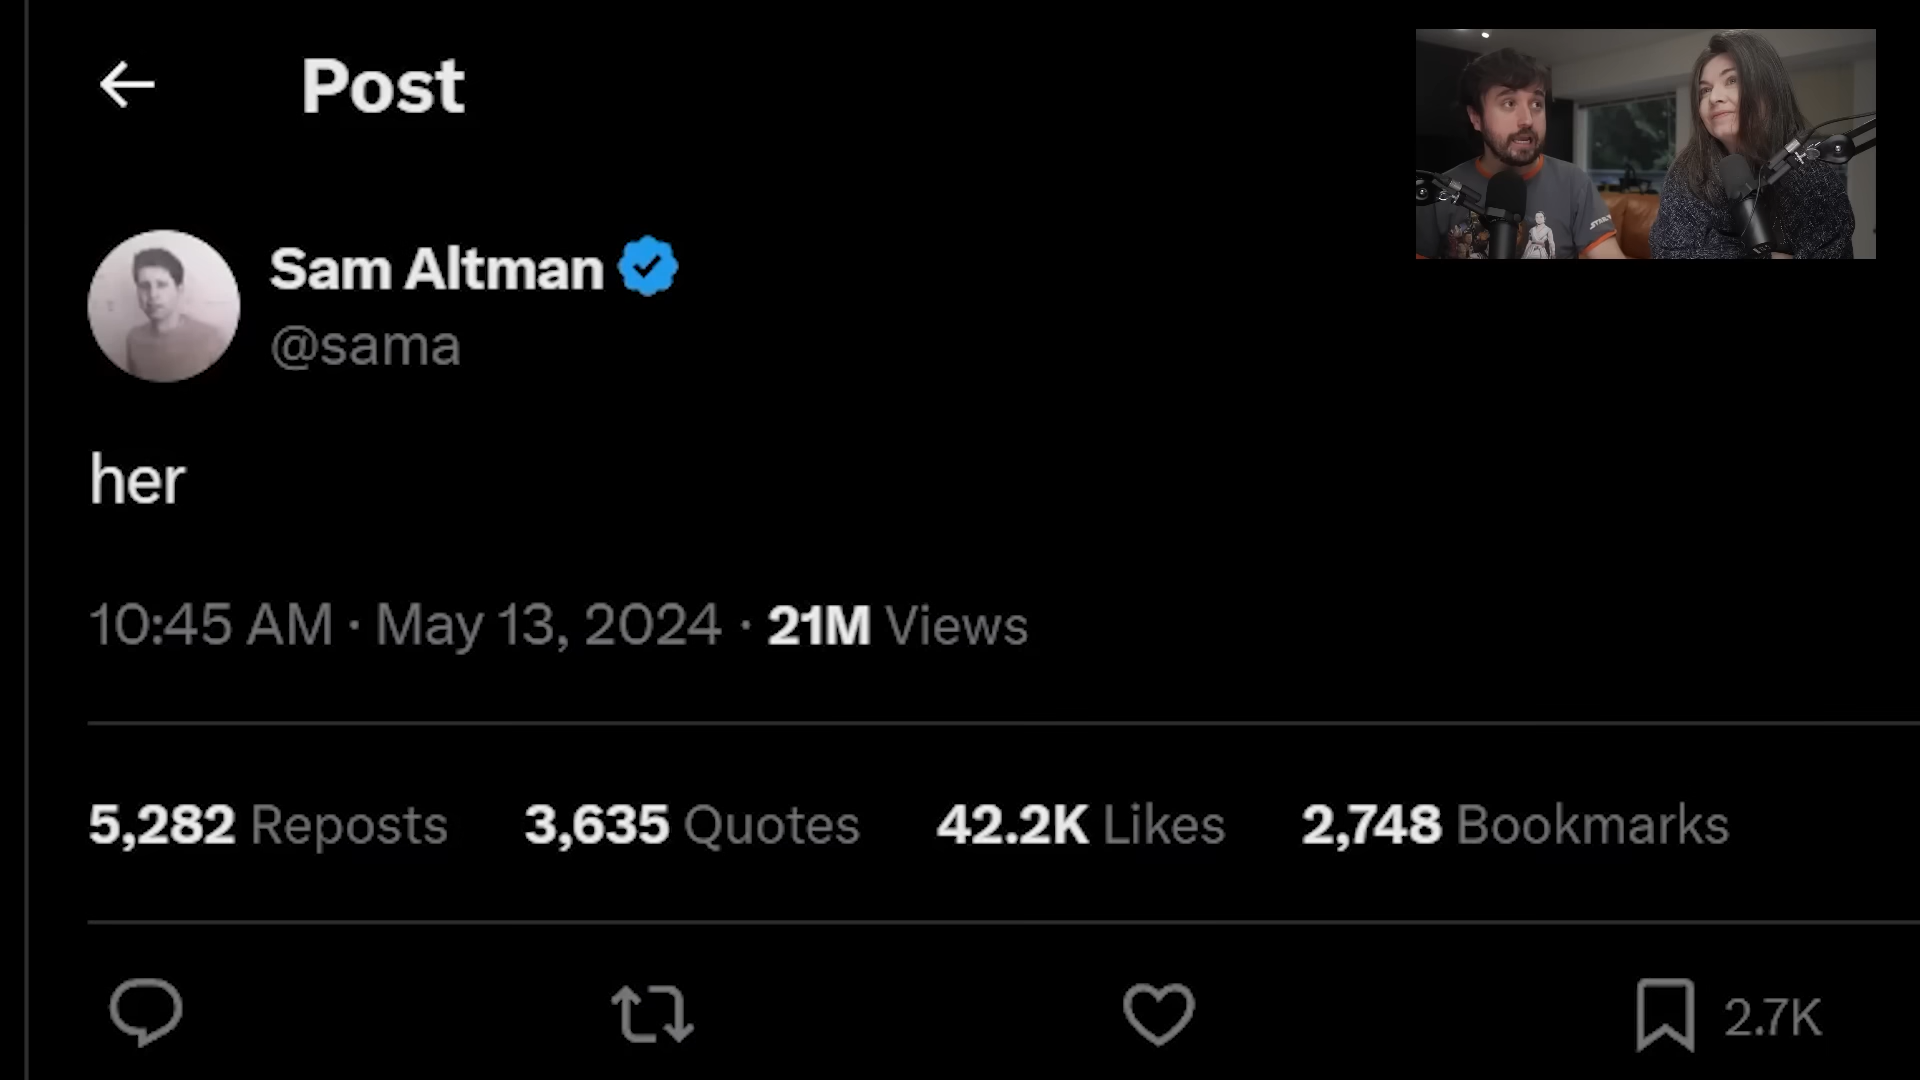 Post
Sam Altman
@sama
her
10:45 AM · May 13, 2024 · 21M Views
5,282 Reposts 3,635 Quotes 42.2K Likes 2,748 Bookmarks
2.7K